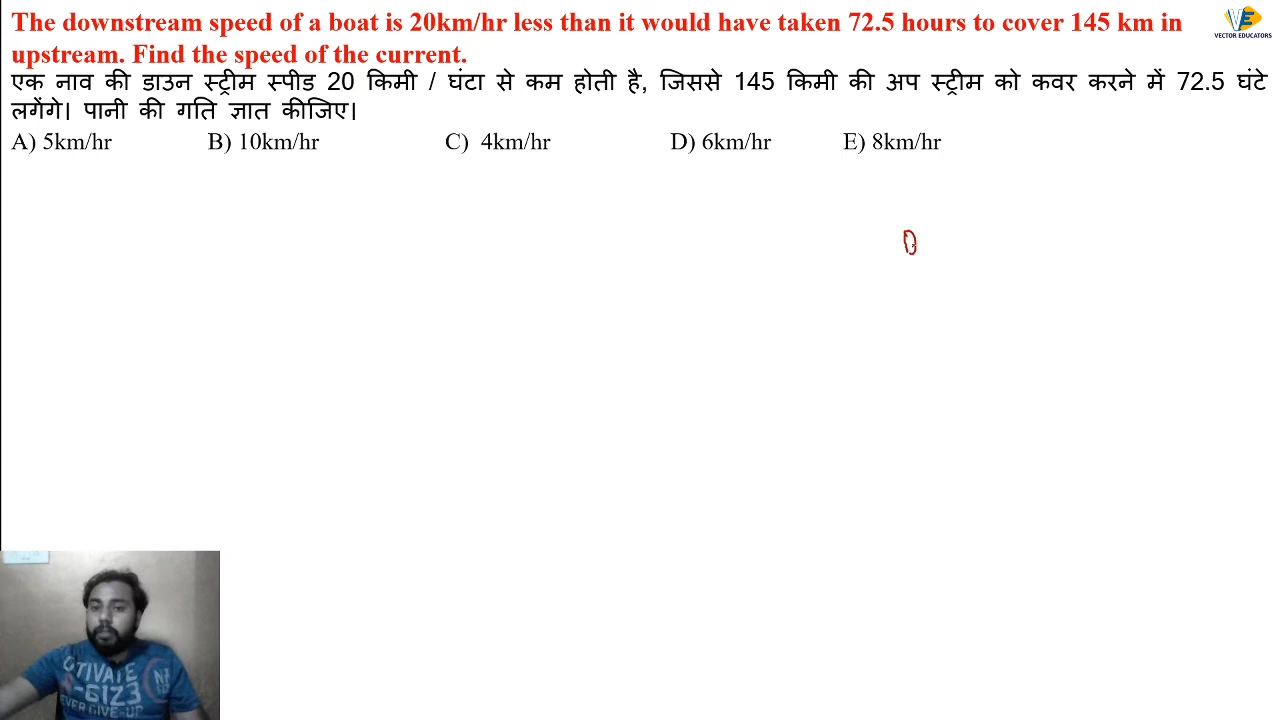 The downstream speed of a boat is 20km/hr less than it would have taken 72.5 hours to cover 145 km in
upstream. Find the speed of the current.
एक नाव की डाउन स्ट्रीम स्पीड 20 किमी / घंटा से कम होती है, जिससे 145 किमी की अप स्ट्रीम को कवर करने में 72.5 घंटे
लगेंगे। पानी की गति ज्ञात कीजिए।
A) 5km/hr B) 10km/hr C) 4km/hr D) 6km/hr E) 8km/hr
VE
VECTOR EDUCATORS